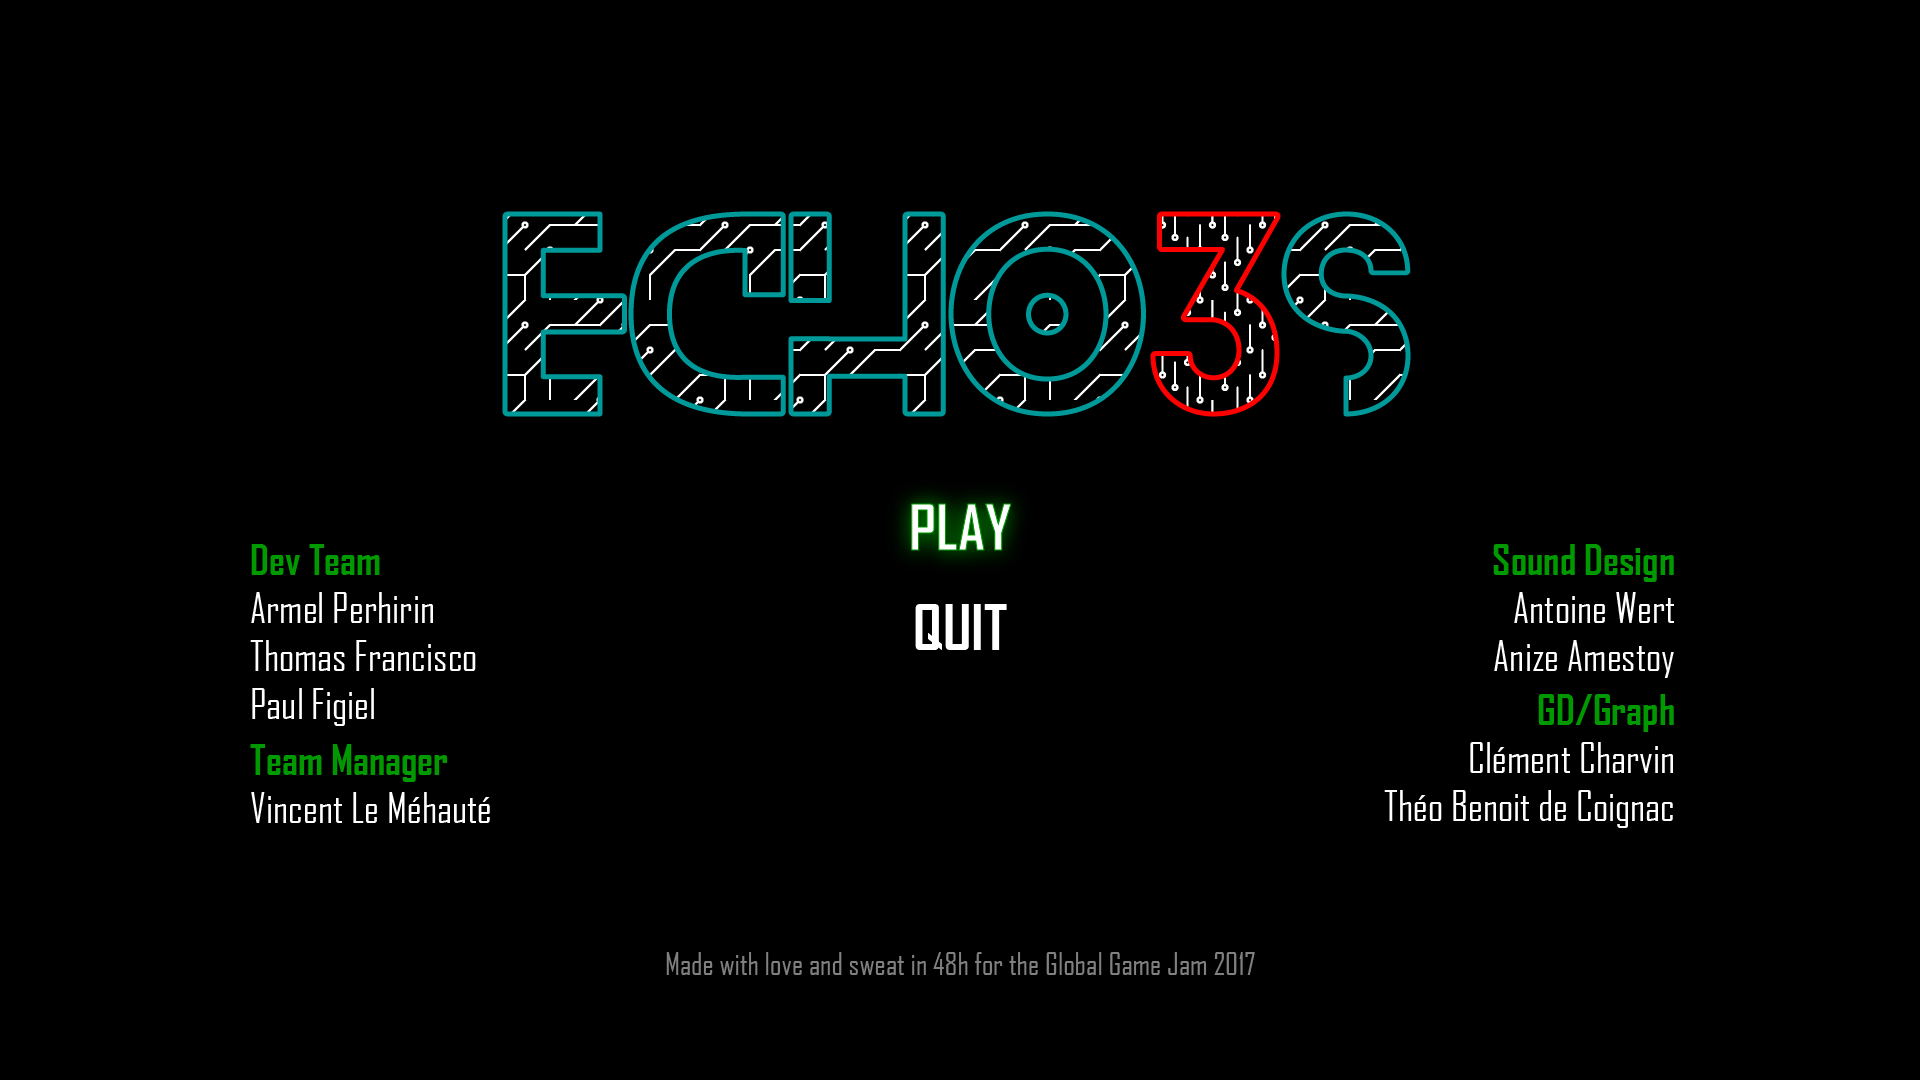 ECHO3S
PLAY
QUIT
Dev Team
Armel Perhirin
Thomas Francisco
Paul Figiel
Team Manager
Vincent Le Méhauté
Sound Design
Antoine Wert
Anize Amestoy
GD/Graph
Clément Charvin
Théo Benoit de Coignac
Made with love and sweat in 48h for the Global Game Jam 2017